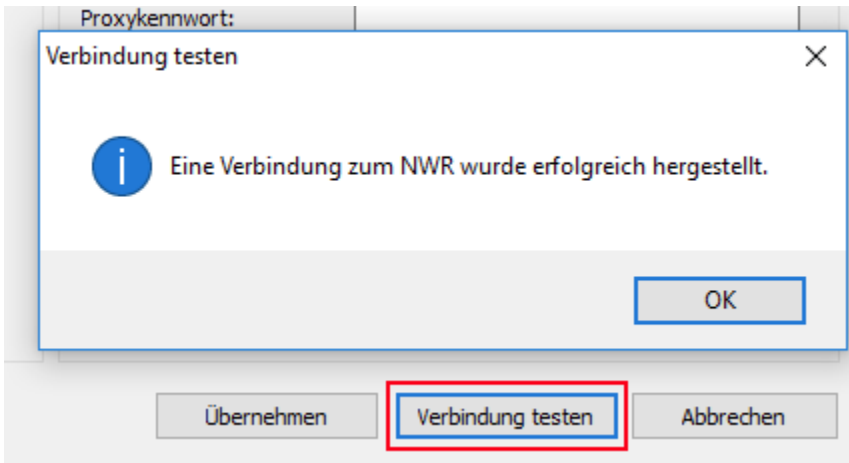 Proxykennwort:
Verbindung testen
Eine Verbindung zum NWR wurde erfolgreich hergestellt.
OK
Übernehmen Verbindung testen Abbrechen